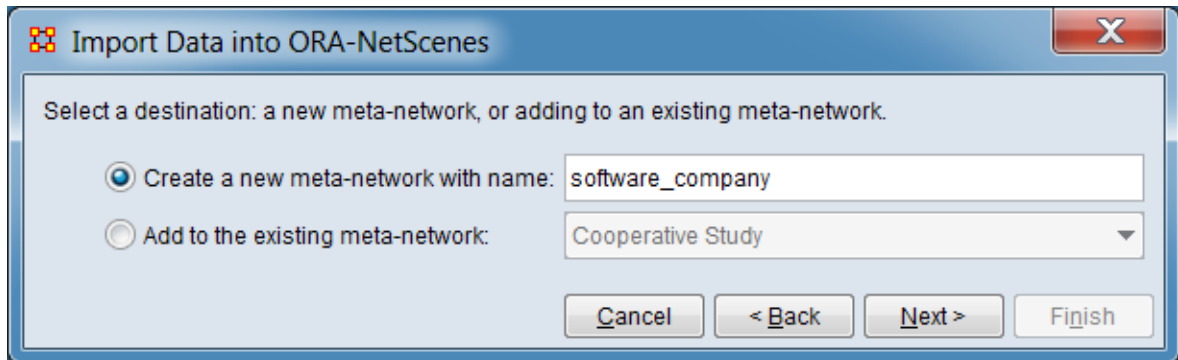 Import Data into ORA-NetScenes
Select a destination: a new meta-network, or adding to an existing meta-network.
Create a new meta-network with name: software_company
Add to the existing meta-network: Cooperative Study
Cancel < Back Next > Finish